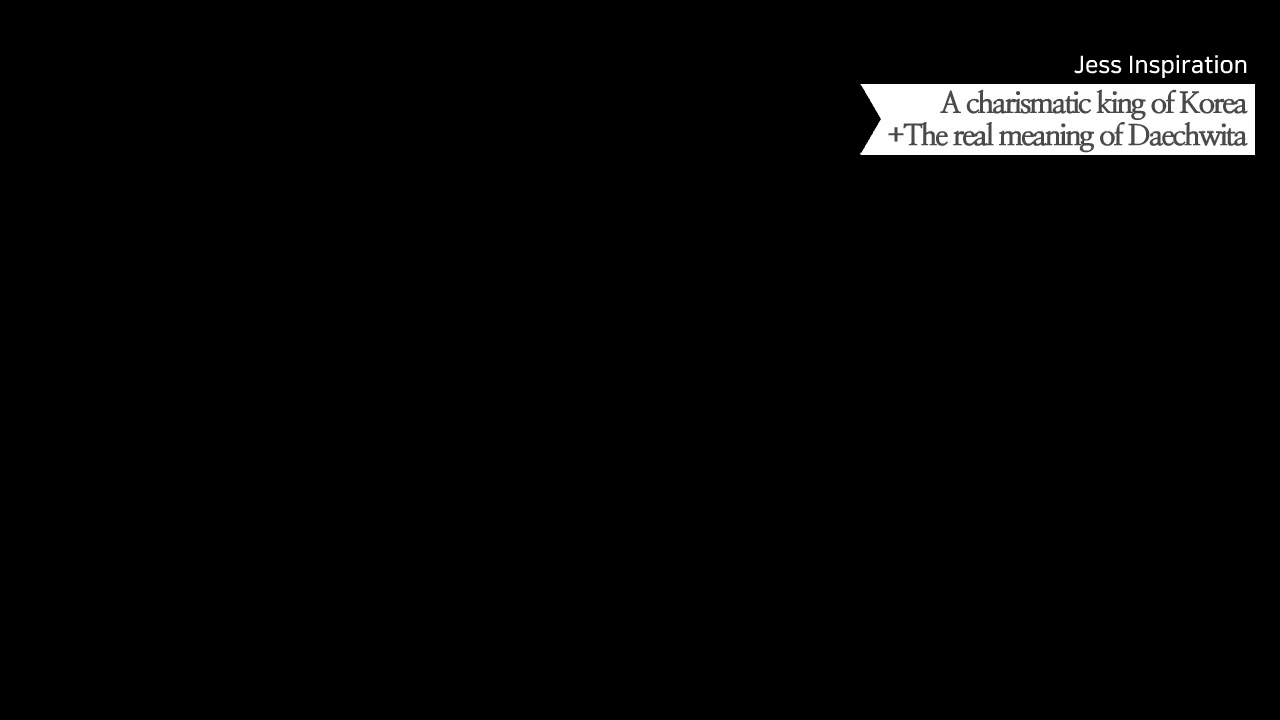 Jess Inspiration
A charismatic king of Korea
+The real meaning of Daechwita